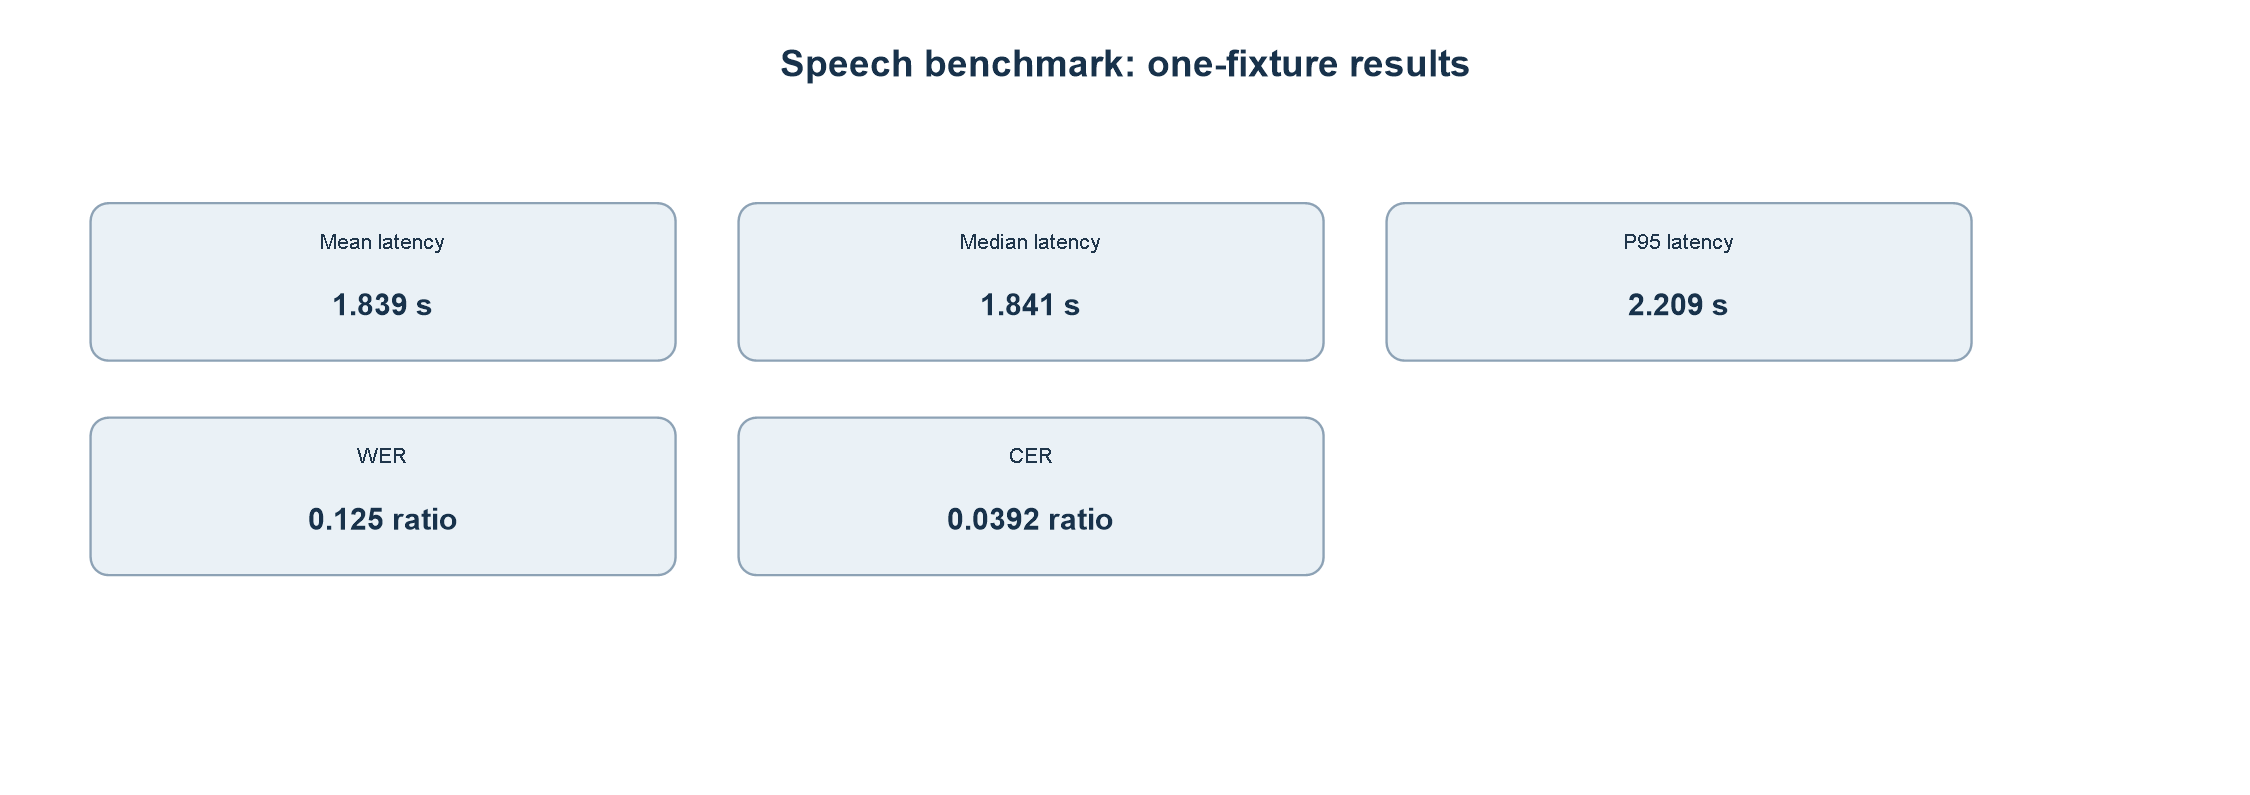 Speech benchmark: one-fixture results
Mean latency
1.839 s
Median latency
1.841 s
P95 latency
2.209 s
WER
0.125 ratio
CER
0.0392 ratio